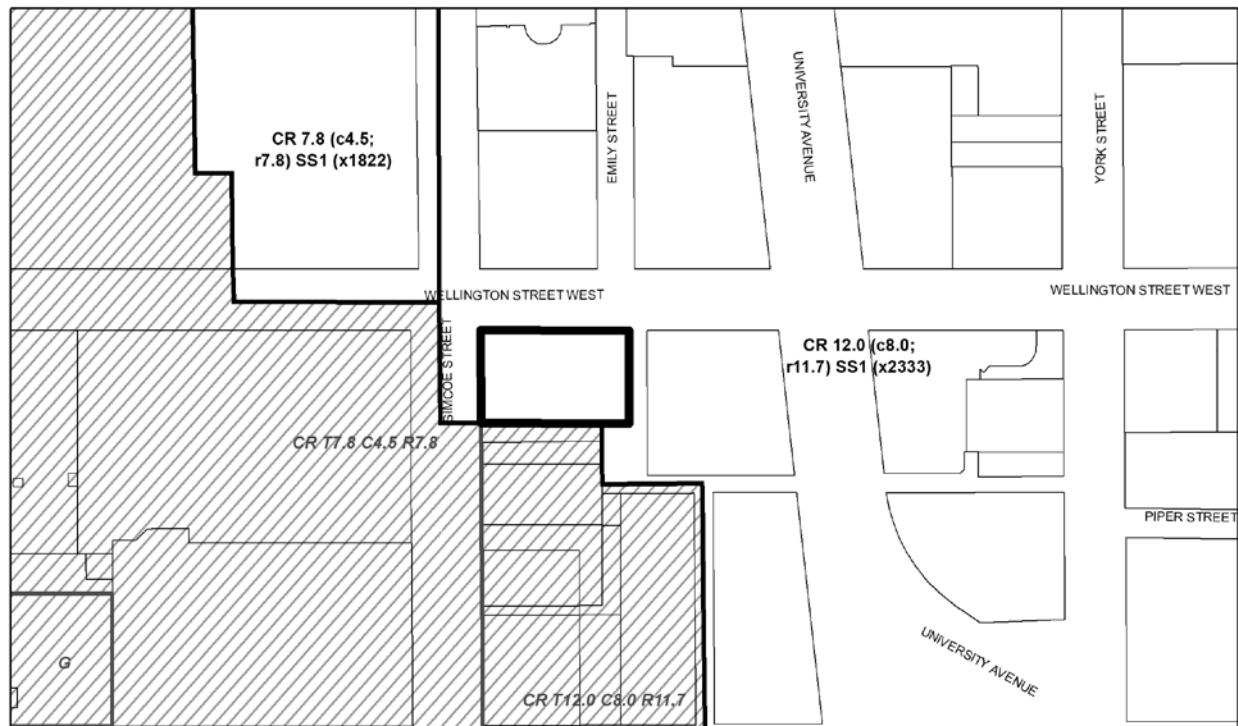 CR 7.8 (c4.5;
r7.8) SS1 (x1822)
EMILY STREET
UNIVERSITY AVENUE
YORK STREET
WELLINGTON STREET WEST
WELLINGTON STREET WEST
SIMCOE STREET
CR 12.0 (c8.0;
r11.7) SS1 (x2333)
CR T7.8 C4.5 R7.8
PIPER STREET
G
UNIVERSITY AVENUE
CR T12.0 C8.0 R11.7